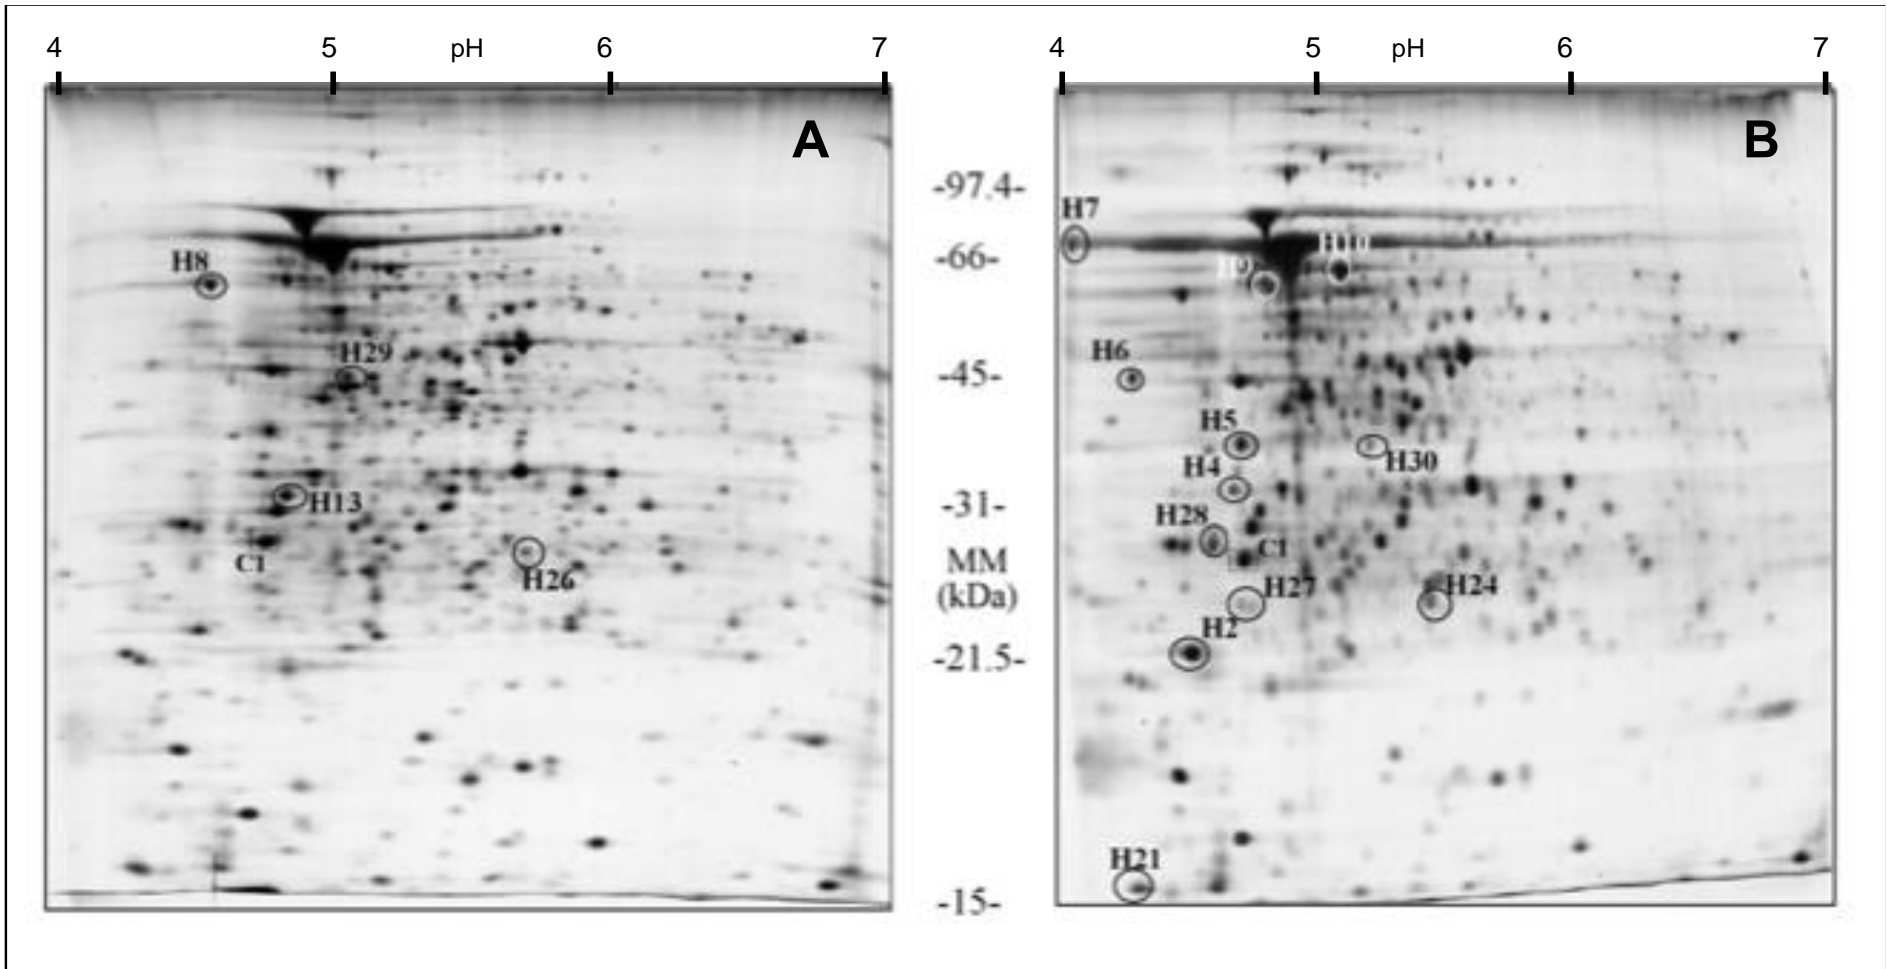 4 5 pH 6 7
4 5 pH 6 7
A
B
-97.4-
H7
H8
-66-
H10
H9
H29
H6
-45-
H5
H4
H30
H13
-31-
H28
C1
C1
MM
(kDa)
H26
H27
H24
H2
-21.5-
H21
-15-